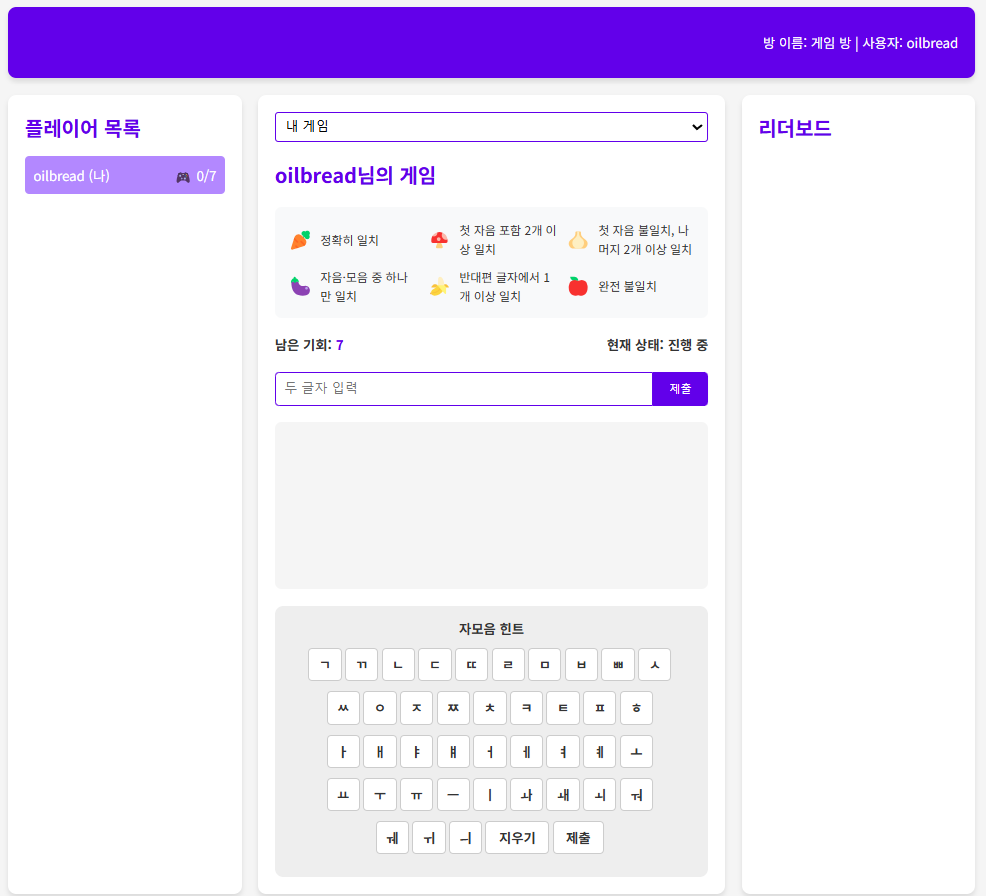 방 이름: 게임 방 | 사용자: oilbread
플레이어 목록
oilbread (나) 0/7
내 게임
oilbread님의 게임
정확히 일치
첫 자음 포함 2개 이
상 일치
첫 자음 불일치, 나
머지 2개 이상 일치
자음·모음 중 하나
만 일치
반대편 글자에서 1
개 이상 일치
완전 불일치
남은 기회: 7 현재 상태: 진행 중
두 글자 입력 제출
자모음 힌트
ㄱ ㄲ ㄴ ㄷ ㄸ ㄹ ㅁ ㅂ ㅃ ㅅ
ㅆ ㅇ ㅈ ㅉ ㅊ ㅋ ㅌ ㅍ ㅎ
ㅏ ㅐ ㅑ ㅒ ㅓ ㅔ ㅕ ㅖ ㅗ
ㅛ ㅜ ㅠ ㅡ ㅣ ㅘ ㅙ ㅚ ㅝ
ㅞ ㅟ ㅢ 지우기 제출
리더보드